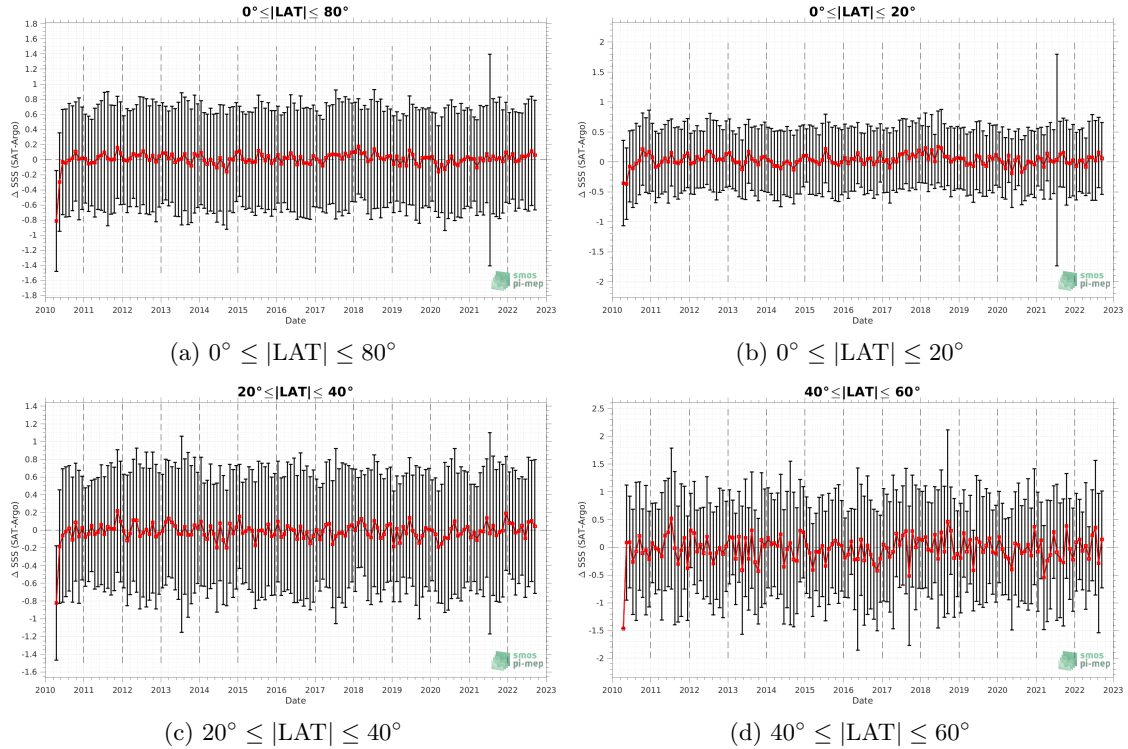 0°≤|LAT|≤ 80°
Δ SSS (SAT-Argo)
1.8
1.6
1.4
1.2
1
0.8
0.6
0.4
0.2
0
-0.2
-0.4
-0.6
-0.8
-1
-1.2
-1.4
-1.6
-1.8
smos
pi-mep
2010 2011 2012 2013 2014 2015 2016 2017 2018 2019 2020 2021 2022 2023
Date
(a) 0° ≤ |LAT| ≤ 80°
0°≤|LAT|≤ 20°
Δ SSS (SAT-Argo)
2
1.5
1
0.5
0
-0.5
-1
-1.5
-2
smos
pi-mep
2010 2011 2012 2013 2014 2015 2016 2017 2018 2019 2020 2021 2022 2023
Date
(b) 0° ≤ |LAT| ≤ 20°
20°≤|LAT|≤ 40°
Δ SSS (SAT-Argo)
1.4
1.2
1
0.8
0.6
0.4
0.2
0
-0.2
-0.4
-0.6
-0.8
-1
-1.2
-1.4
-1.6
smos
pi-mep
2010 2011 2012 2013 2014 2015 2016 2017 2018 2019 2020 2021 2022 2023
Date
(c) 20° ≤ |LAT| ≤ 40°
40°≤|LAT|≤ 60°
Δ SSS (SAT-Argo)
2.5
2
1.5
1
0.5
0
-0.5
-1
-1.5
-2
smos
pi-mep
2010 2011 2012 2013 2014 2015 2016 2017 2018 2019 2020 2021 2022 2023
Date
(d) 40° ≤ |LAT| ≤ 60°